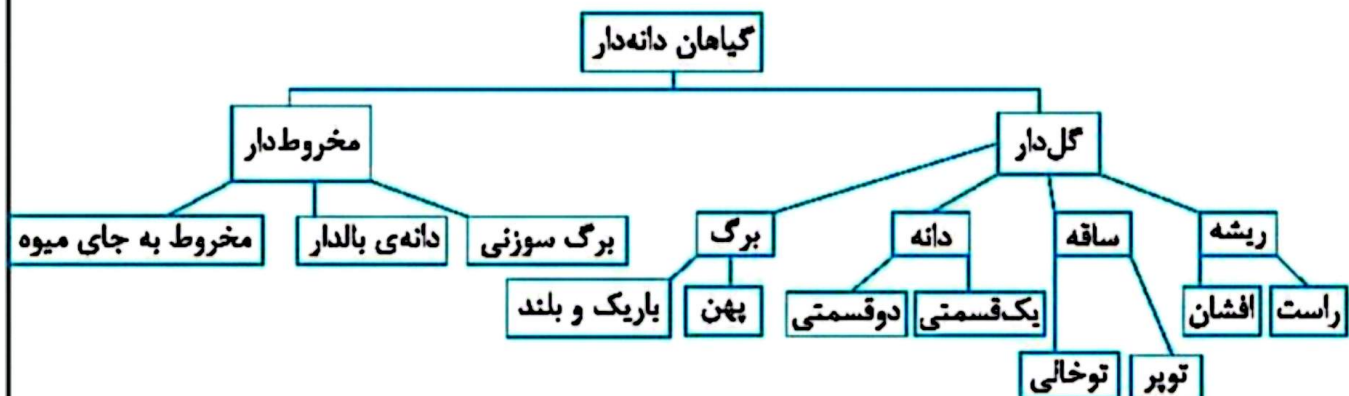 گیاهان دانه‌دار
گل‌دار
مخروط‌دار
ریشه
ساقه
دانه
برگ
برگ سوزنی
دانه‌ی بالدار
مخروط به جای میوه
راست
افشان
یک‌قسمتی
دوقسمتی
پهن
باریک و بلند
توپر
توخالی